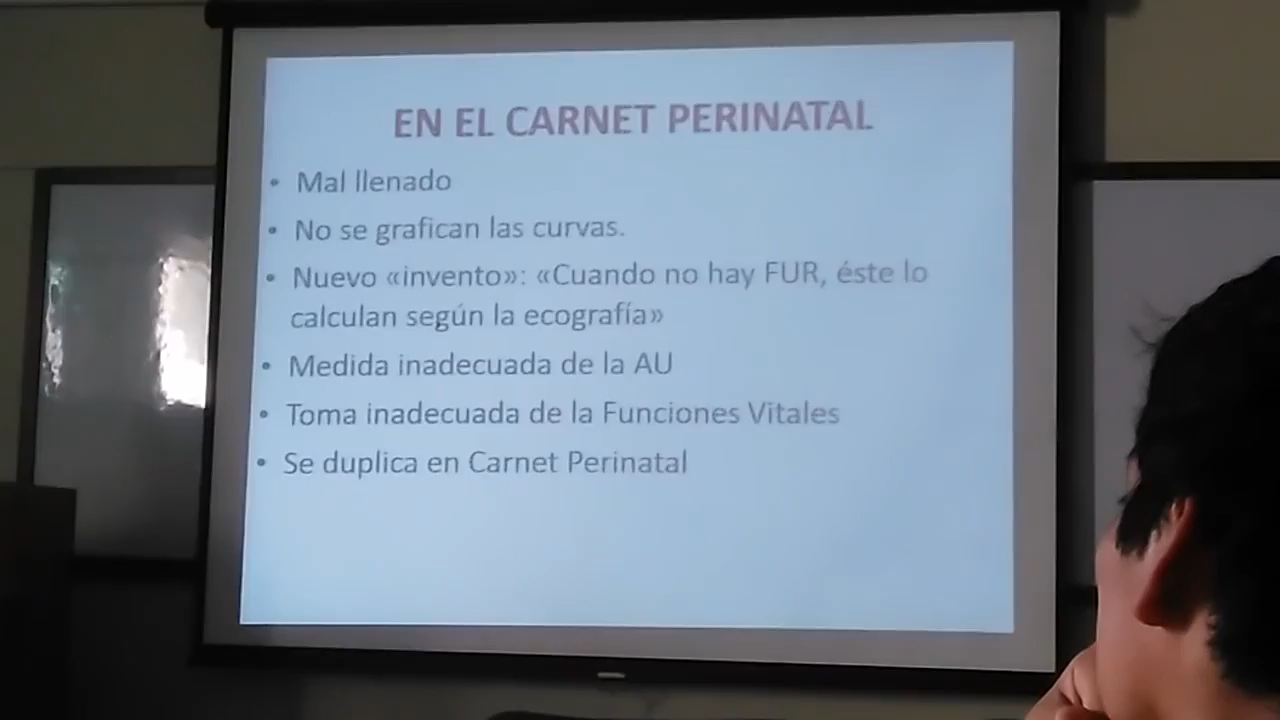 EN EL CARNET PERINATAL
• Mal llenado
• No se grafican las curvas.
• Nuevo «invento»: «Cuando no hay FUR, éste lo
calculan según la ecografía»
• Medida inadecuada de la AU
• Toma inadecuada de la Funciones Vitales
• Se duplica en Carnet Perinatal